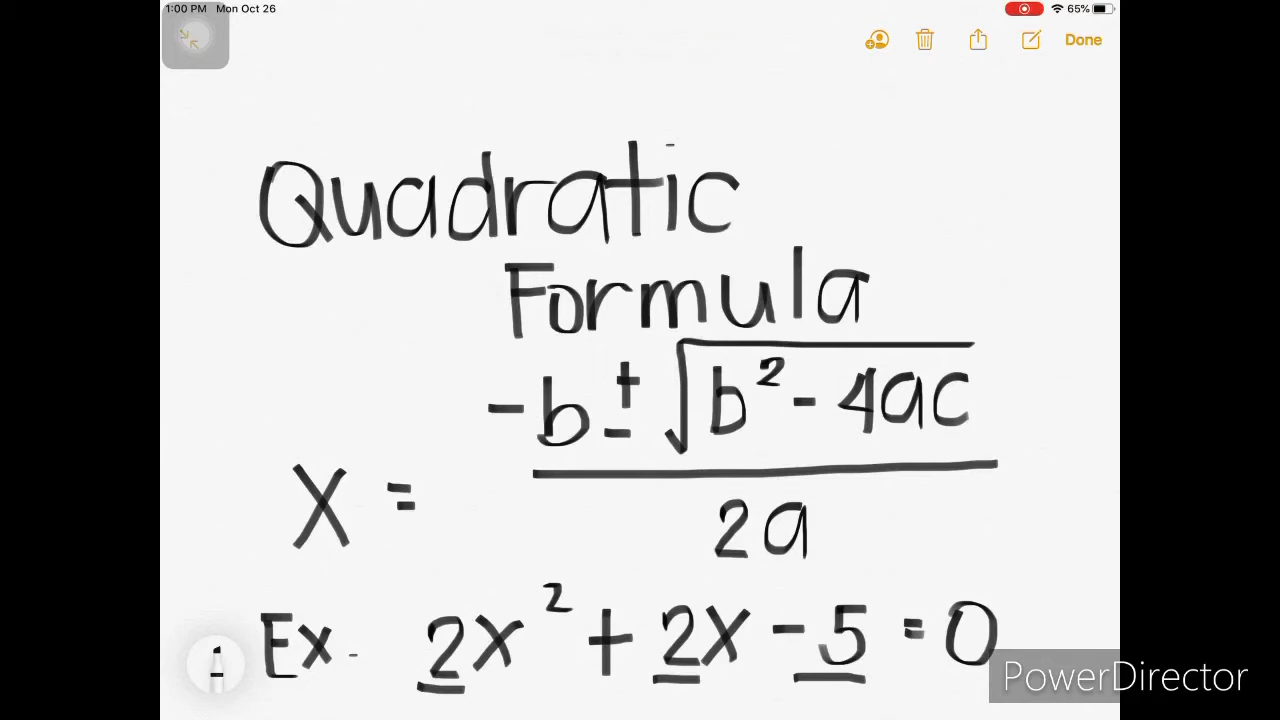 1:00 PM Mon Oct 26 65%
Done
Quadratic
Formula
-b ± √b² - 4ac
X =
2a
Ex. 2x² + 2x - 5 = 0
PowerDirector